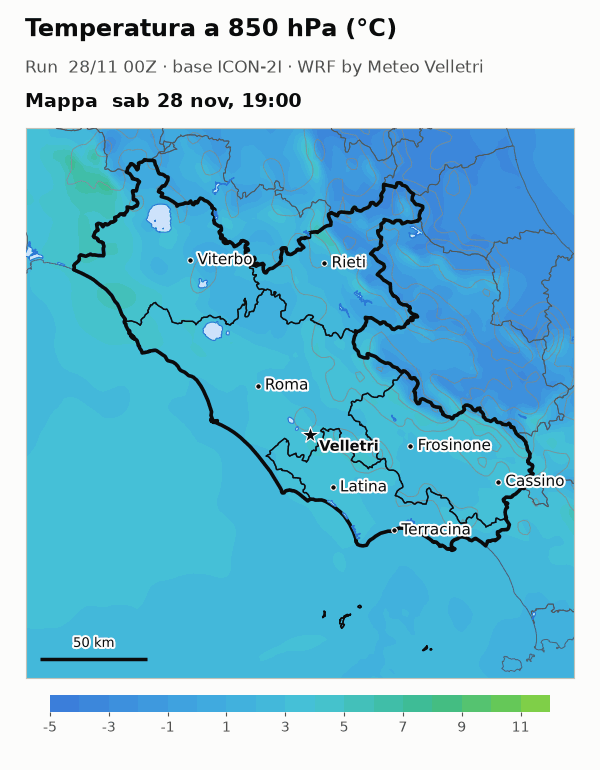 Temperatura a 850 hPa (°C)
Run  28/11 00Z · base ICON-2I · WRF by Meteo Velletri
Mappa  sab 28 nov, 19:00
Viterbo
Rieti
Roma
Velletri
Frosinone
Cassino
Latina
Terracina
50 km
-5 -3 -1 1 3 5 7 9 11